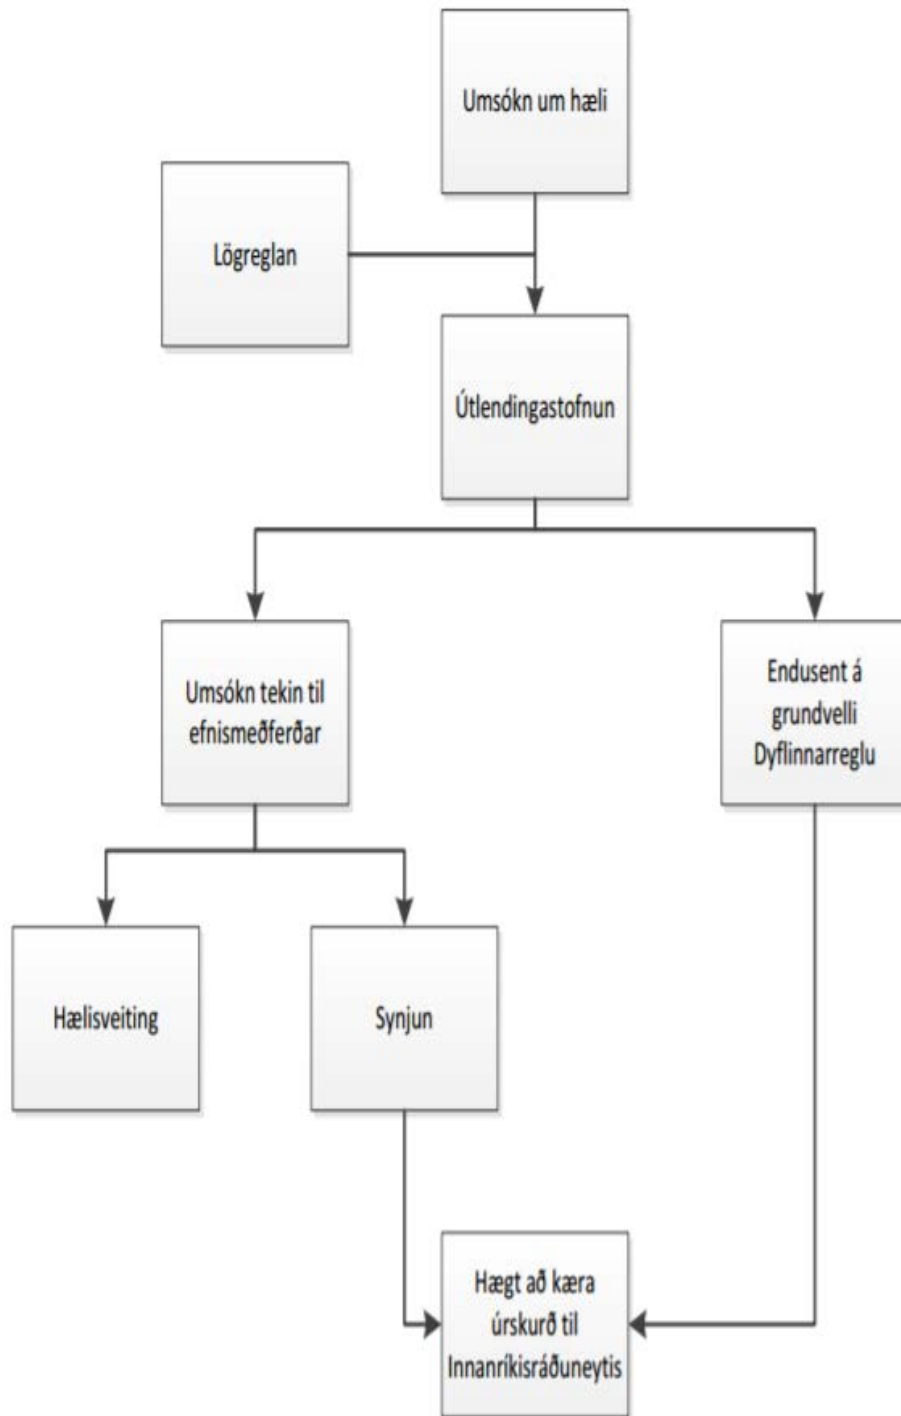 Umsókn um hæli
Lögreglan
Útlendingastofnun
Umsókn tekin til
efnismeðferðar
Endusent á
grundvelli
Dyflinnarreglu
Hælisveiting
Synjun
Hægt að kæra
úrskurð til
Innanríkisráðuneytis